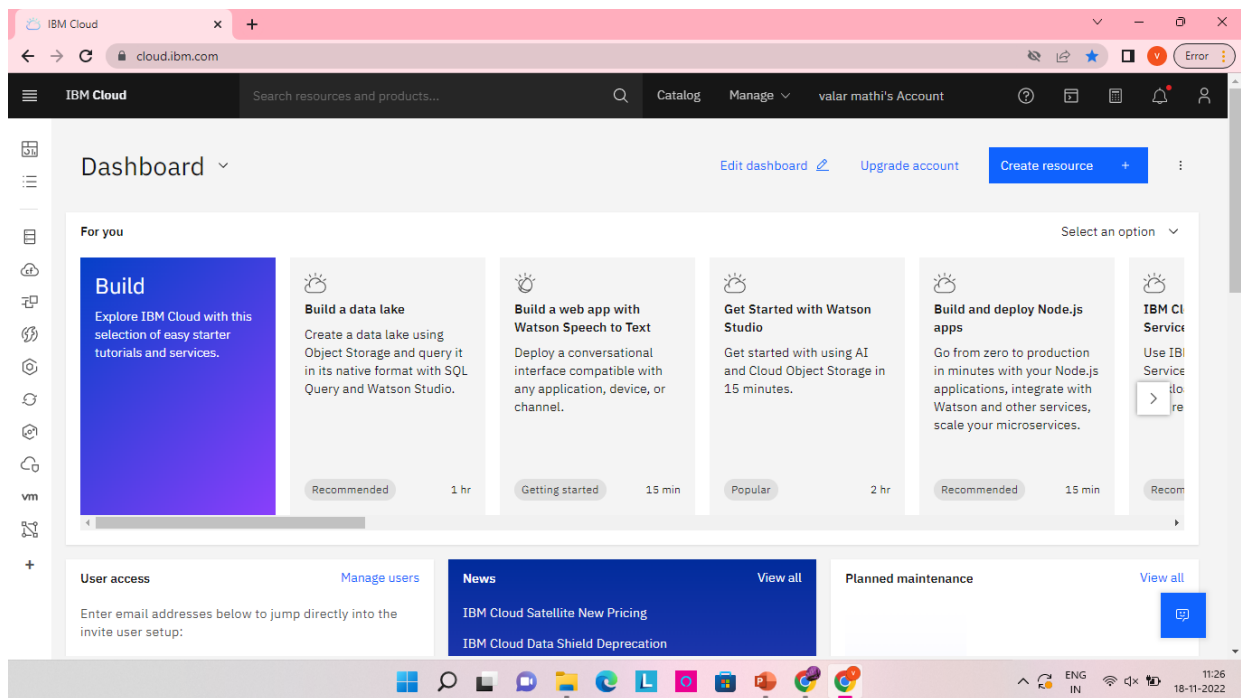 IBM Cloud
cloud.ibm.com
Error
IBM Cloud
Search resources and products...
Catalog
Manage
valar mathi's Account
Dashboard
Edit dashboard
Upgrade account
Create resource +
For you
Select an option
Build
Explore IBM Cloud with this
selection of easy starter
tutorials and services.
Build a data lake
Create a data lake using
Object Storage and query it
in its native format with SQL
Query and Watson Studio.
Recommended
1 hr
Build a web app with
Watson Speech to Text
Deploy a conversational
interface compatible with
any application, device, or
channel.
Getting started
15 min
Get Started with Watson
Studio
Get started with using AI
and Cloud Object Storage in
15 minutes.
Popular
2 hr
Build and deploy Node.js
apps
Go from zero to production
in minutes with your Node.js
applications, integrate with
Watson and other services,
scale your microservices.
Recommended
15 min
IBM Cl
Service
Use IB
Service
lo
re
Recom
vm
User access
Manage users
Enter email addresses below to jump directly into the
invite user setup:
News
View all
IBM Cloud Satellite New Pricing
IBM Cloud Data Shield Deprecation
Planned maintenance
View all
ENG
IN
11:26
18-11-2022